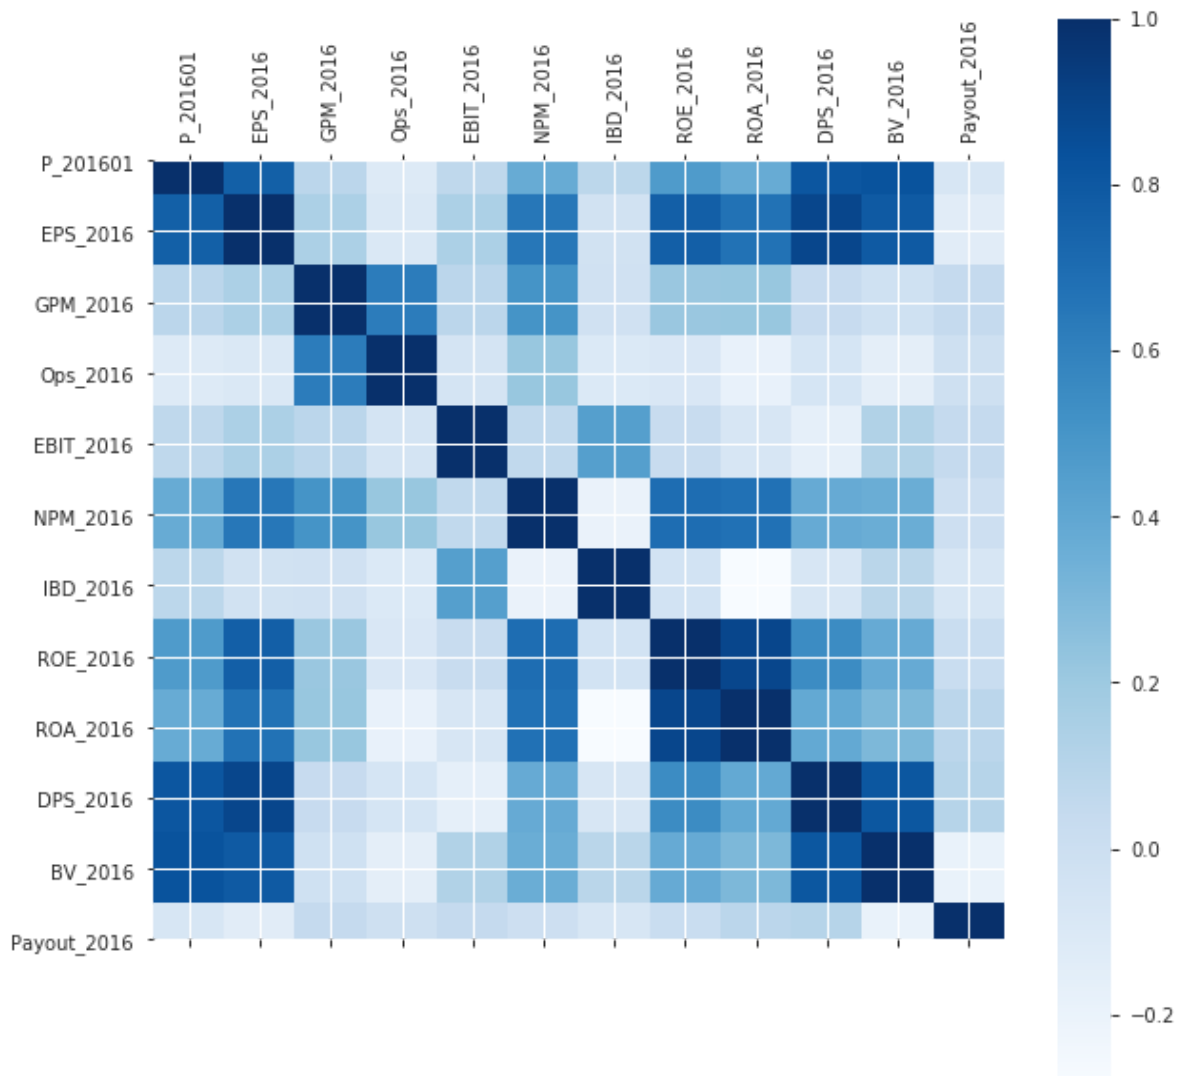 P_201601
EPS_2016
GPM_2016
Ops_2016
EBIT_2016
NPM_2016
IBD_2016
ROE_2016
ROA_2016
DPS_2016
BV_2016
Payout_2016
P_201601
EPS_2016
GPM_2016
Ops_2016
EBIT_2016
NPM_2016
IBD_2016
ROE_2016
ROA_2016
DPS_2016
BV_2016
Payout_2016
1.0
0.8
0.6
0.4
0.2
0.0
−0.2